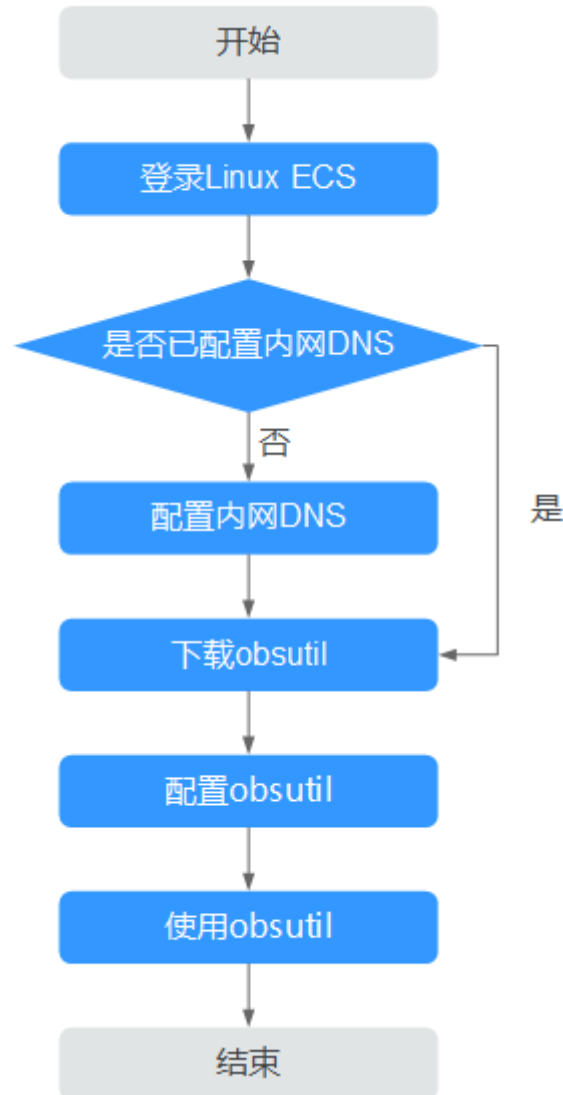 开始
登录Linux ECS
是否已配置内网DNS
否
配置内网DNS
是
下载obsutil
配置obsutil
使用obsutil
结束